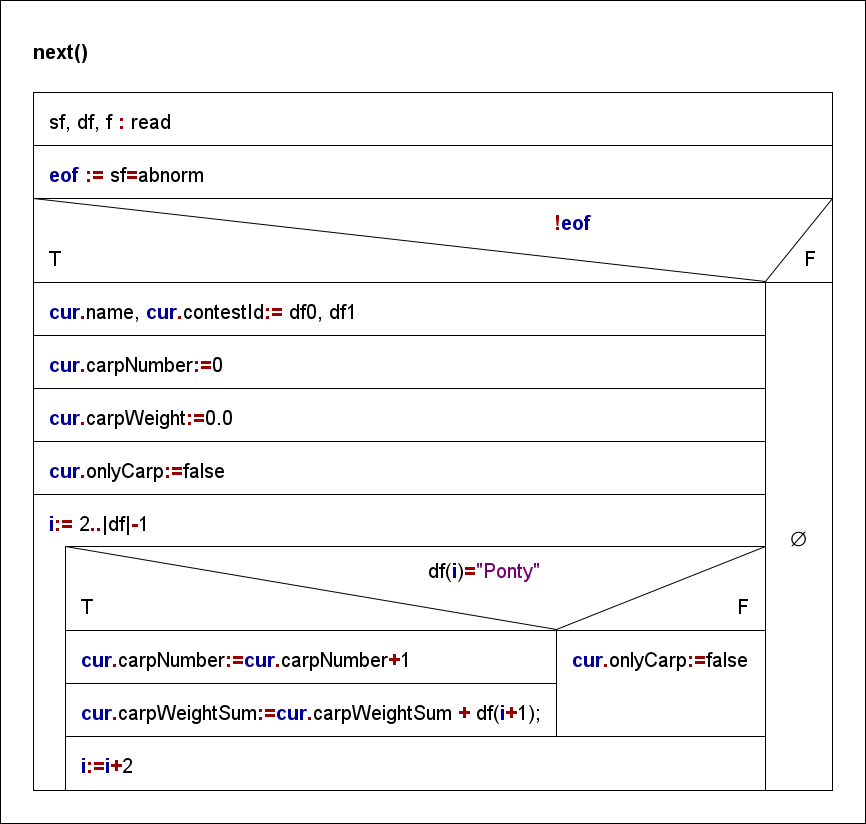 next()
sf, df, f : read
eof := sf=abnorm
!eof
T
F
cur.name, cur.contestId:= df0, df1
cur.carpNumber:=0
cur.carpWeight:=0.0
cur.onlyCarp:=false
i:= 2..|df|-1
∅
df(i)="Ponty"
T
F
cur.carpNumber:=cur.carpNumber+1
cur.onlyCarp:=false
cur.carpWeightSum:=cur.carpWeightSum + df(i+1);
i:=i+2